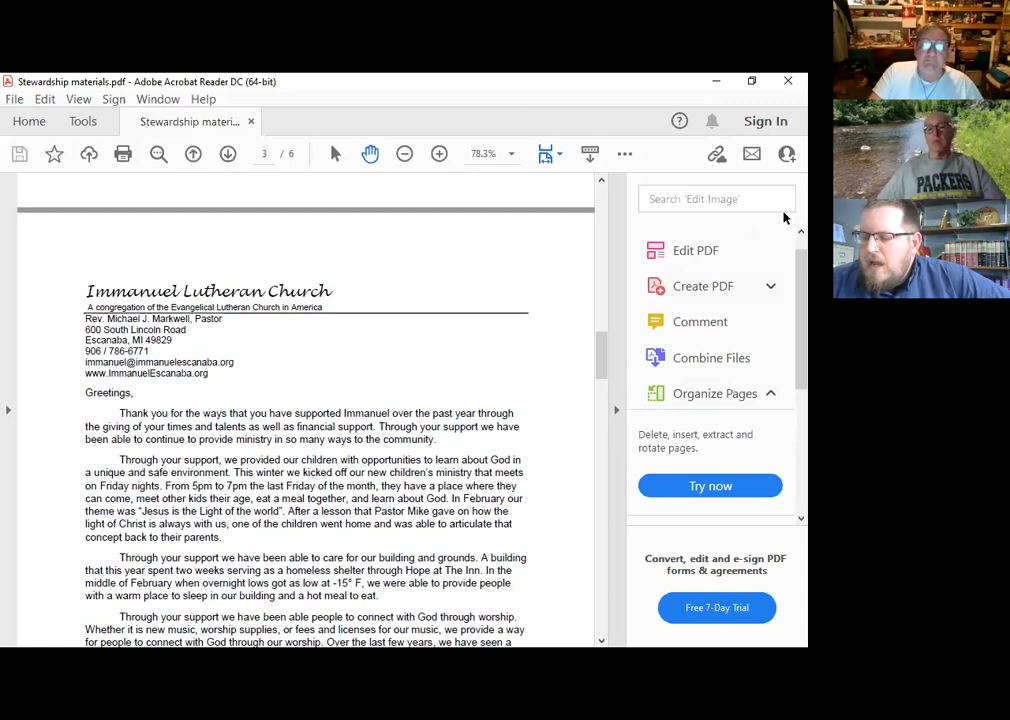 Stewardship materials.pdf - Adobe Acrobat Reader DC (64-bit)
File Edit View Sign Window Help
Home Tools Stewardship materi... × Sign In
3 / 6 78.3%
Search 'Edit Image'
Edit PDF
Create PDF
Comment
Combine Files
Organize Pages
Delete, insert, extract and
rotate pages.
Try now
Convert, edit and e-sign PDF
forms & agreements
Free 7-Day Trial
Immanuel Lutheran Church
A congregation of the Evangelical Lutheran Church in America
Rev. Michael J. Markwell, Pastor
600 South Lincoln Road
Escanaba, MI 49829
906 / 786-6771
immanuel@immanuelescanaba.org
www.ImmanuelEscanaba.org
Greetings,
Thank you for the ways that you have supported Immanuel over the past year through
the giving of your times and talents as well as financial support. Through your support we have
been able to continue to provide ministry in so many ways to the community.
Through your support, we provided our children with opportunities to learn about God in
a unique and safe environment. This winter we kicked off our new children's ministry that meets
on Friday nights. From 5pm to 7pm the last Friday of the month, they have a place where they
can come, meet other kids their age, eat a meal together, and learn about God. In February our
theme was "Jesus is the Light of the world". After a lesson that Pastor Mike gave on how the
light of Christ is always with us, one of the children went home and was able to articulate that
concept back to their parents.
Through your support we have been able to care for our building and grounds. A building
that this year spent two weeks serving as a homeless shelter through Hope at The Inn. In the
middle of February when overnight lows got as low at -15° F, we were able to provide people
with a warm place to sleep in our building and a hot meal to eat.
Through your support we have been able people to connect with God through worship.
Whether it is new music, worship supplies, or fees and licenses for our music, we provide a way
for people to connect with God through our worship. Over the last few years, we have seen a
PACKERS